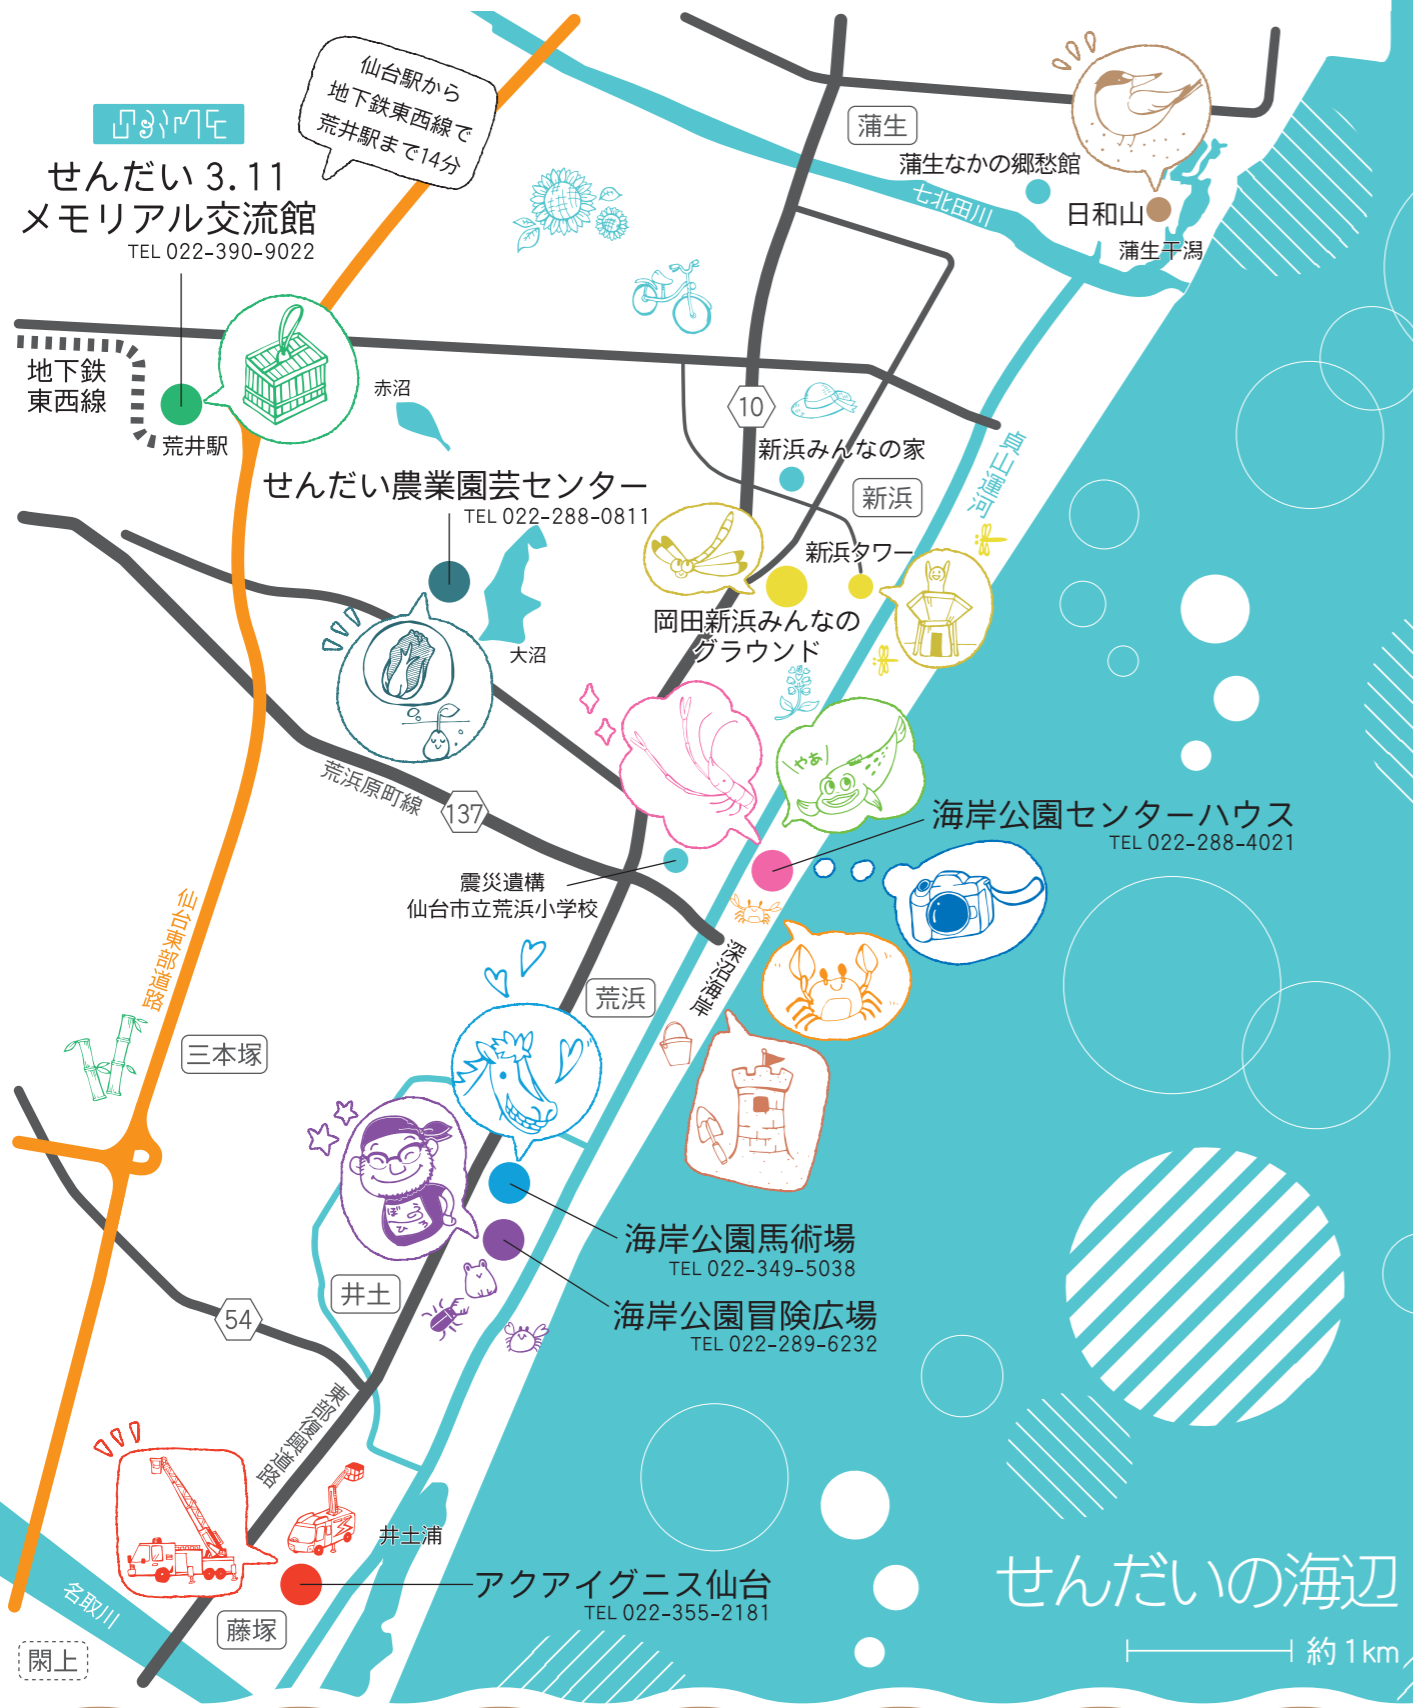 仙台駅から
地下鉄東西線で
荒井駅まで14分
せんだい 3.11
メモリアル交流館
TEL 022-390-9022
地下鉄
東西線
荒井駅
赤沼
蒲生
蒲生なかの郷愁館
七北田川
日和山
蒲生干潟
10
新浜みんなの家
新浜
貞山運河
せんだい農業園芸センター
TEL 022-288-0811
大沼
新浜タワー
岡田新浜みんなの
グラウンド
やあ
荒浜原町線
137
海岸公園センターハウス
TEL 022-288-4021
震災遺構
仙台市立荒浜小学校
深沼海岸
仙台東部道路
荒浜
三本塚
ぼうひろ
海岸公園馬術場
TEL 022-349-5038
井土
海岸公園冒険広場
TEL 022-289-6232
54
東部復興道路
井土浦
アクアイグニス仙台
TEL 022-355-2181
名取川
藤塚
閖上
せんだいの海辺
約1km